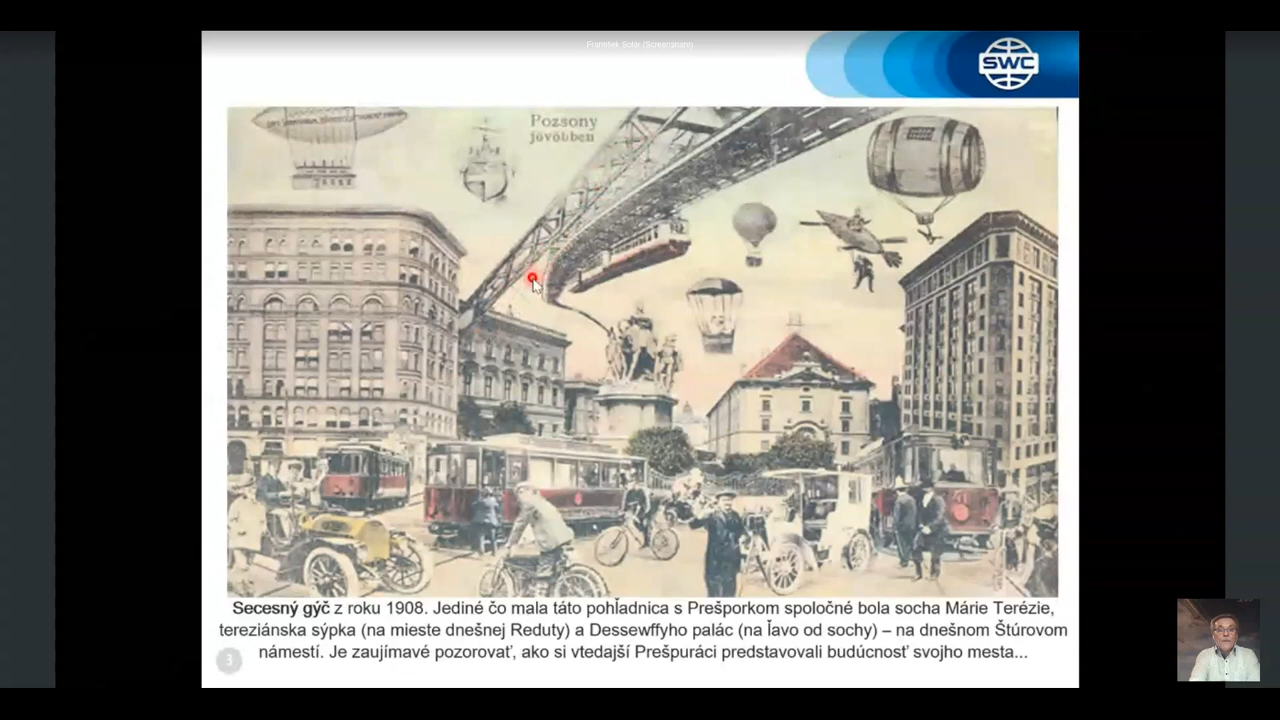 František Solár (Screenshare)
SWC
Pozsony
jövőben
Secesný gýč z roku 1908. Jediné čo mala táto pohľadnica s Prešporkom spoločné bola socha Márie Terézie,
tereziánska sýpka (na mieste dnešnej Reduty) a Dessewffyho palác (na ľavo od sochy) – na dnešnom Štúrovom
námestí. Je zaujímavé pozorovať, ako si vtedajší Prešpuráci predstavovali budúcnosť svojho mesta...
3